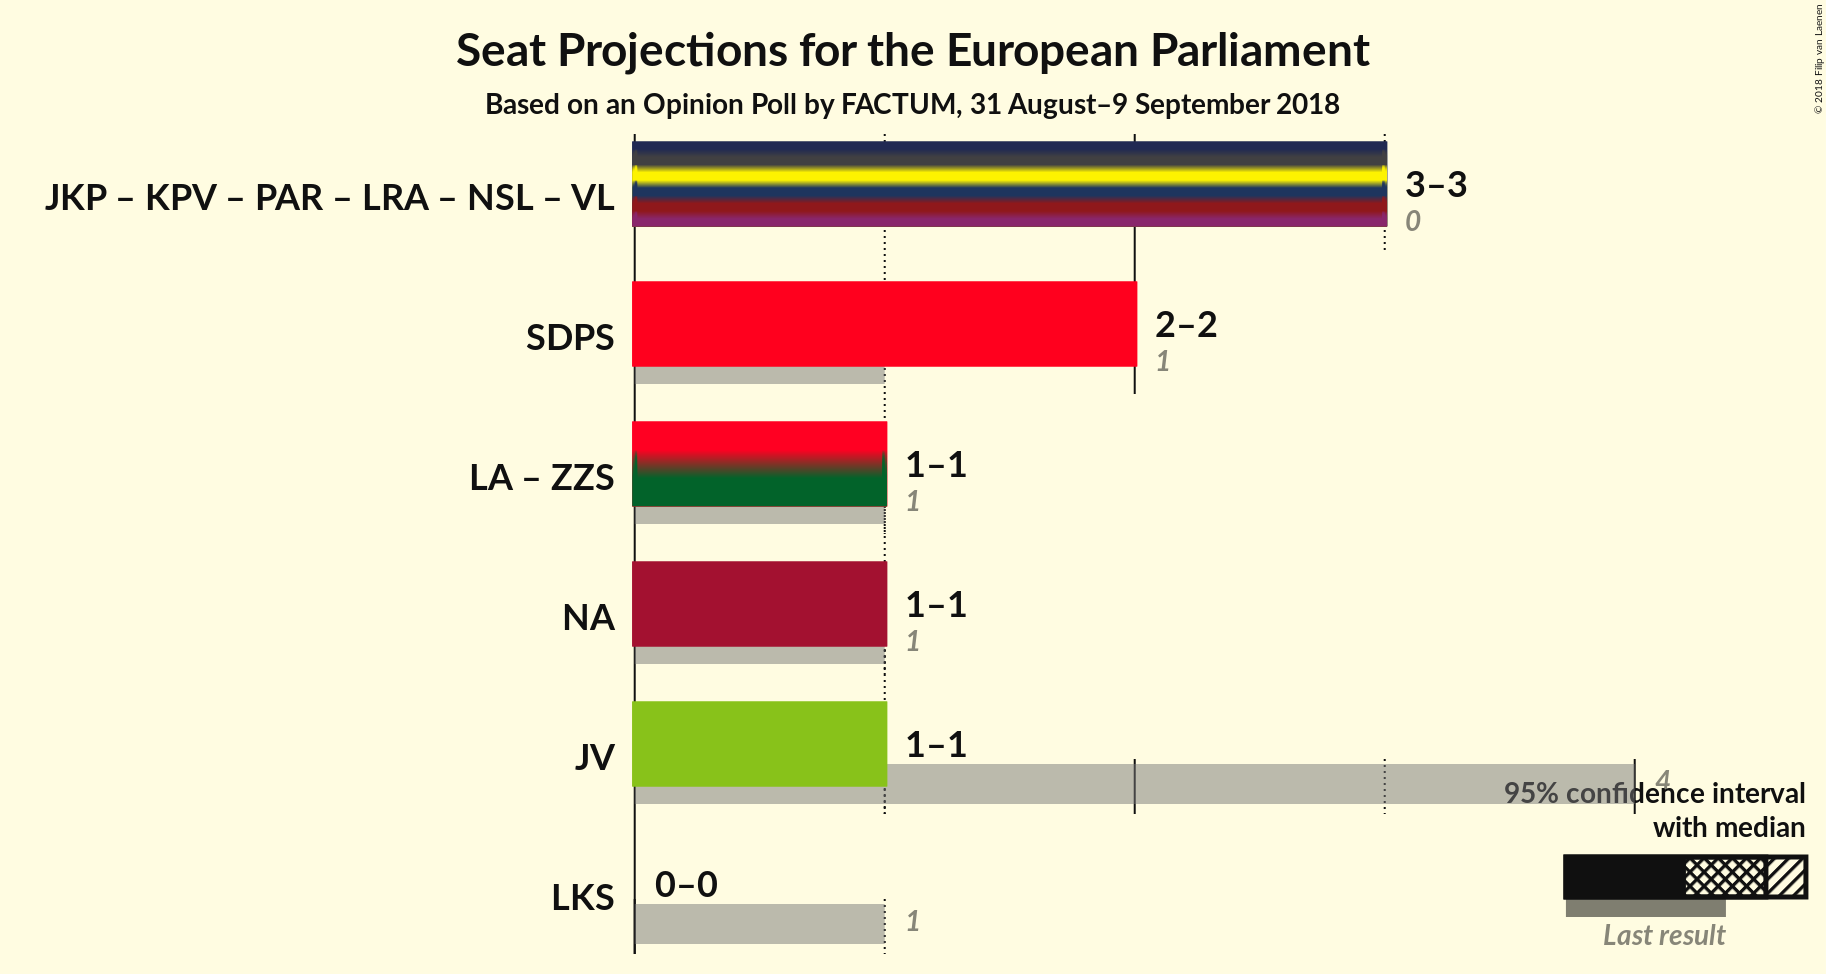 Seat Projections for the European Parliament
Based on an Opinion Poll by FACTUM, 31 August–9 September 2018
© 2018 Filip van Laenen
JKP – KPV – PAR – LRA – NSL – VL
3–3
0
SDPS
2–2
1
LA – ZZS
1–1
1
NA
1–1
1
JV
1–1
4
LKS
0–0
1
95% confidence interval
with median
Last result